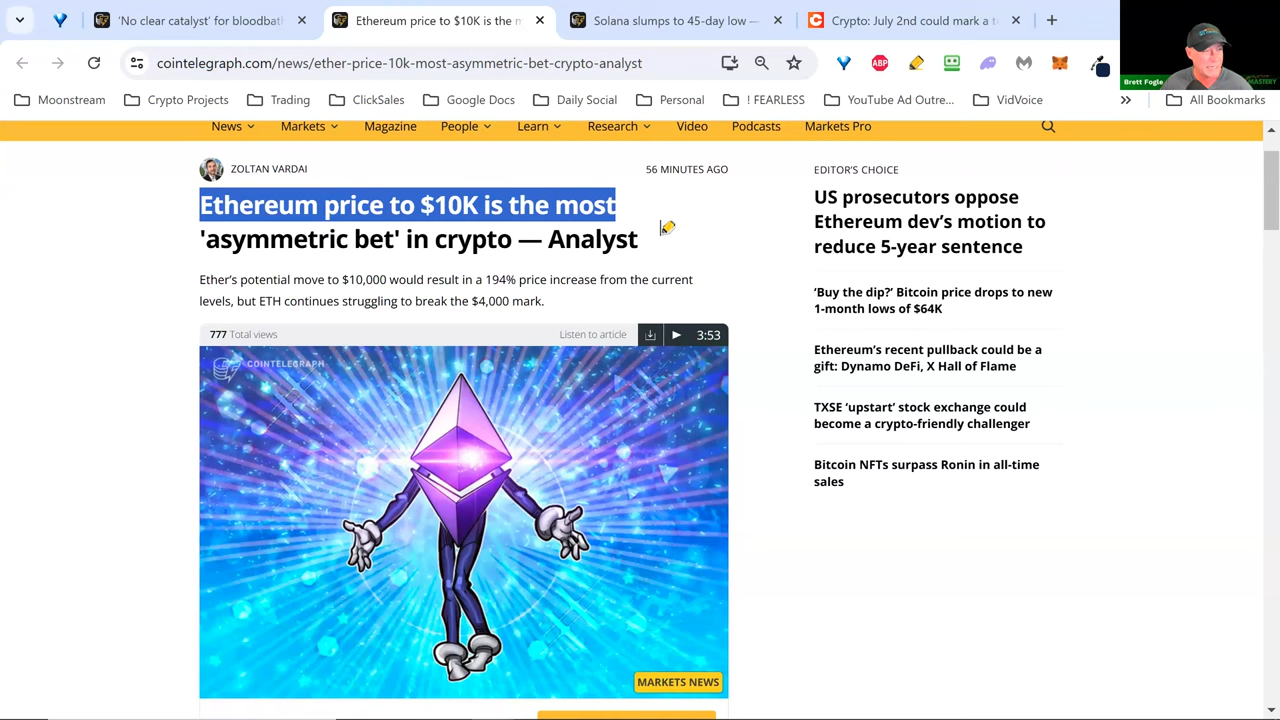 'No clear catalyst' for bloodbat
Ethereum price to $10K is the m
Solana slumps to 45-day low —
Crypto: July 2nd could mark a t
cointelegraph.com/news/ether-price-10k-most-asymmetric-bet-crypto-analyst
ABP
Brett Fogle
MASTERY
Moonstream
Crypto Projects
Trading
ClickSales
Google Docs
Daily Social
Personal
! FEARLESS
YouTube Ad Outre...
VidVoice
All Bookmarks
News
Markets
Magazine
People
Learn
Research
Video
Podcasts
Markets Pro
ZOLTAN VARDAI
56 MINUTES AGO
Ethereum price to $10K is the most
'asymmetric bet' in crypto — Analyst
Ether's potential move to $10,000 would result in a 194% price increase from the current
levels, but ETH continues struggling to break the $4,000 mark.
777 Total views
Listen to article
3:53
COINTELEGRAPH
MARKETS NEWS
EDITOR'S CHOICE
US prosecutors oppose
Ethereum dev's motion to
reduce 5-year sentence
'Buy the dip?' Bitcoin price drops to new
1-month lows of $64K
Ethereum's recent pullback could be a
gift: Dynamo DeFi, X Hall of Flame
TXSE 'upstart' stock exchange could
become a crypto-friendly challenger
Bitcoin NFTs surpass Ronin in all-time
sales